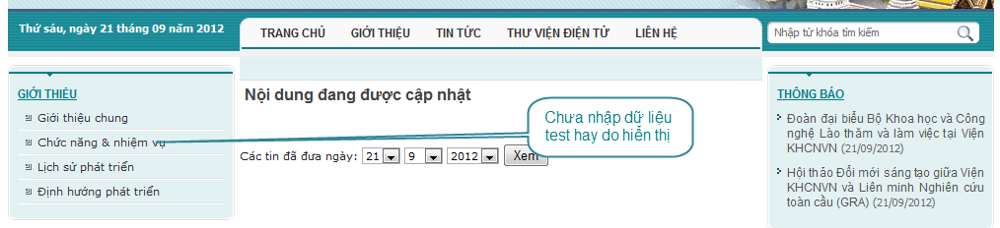 Thứ sáu, ngày 21 tháng 09 năm 2012
TRANG CHỦ GIỚI THIỆU TIN TỨC THƯ VIỆN ĐIỆN TỬ LIÊN HỆ
Nhập từ khóa tìm kiếm
GIỚI THIỆU
Giới thiệu chung
Chức năng & nhiệm vụ
Lịch sử phát triển
Định hướng phát triển
Nội dung đang được cập nhật
Chưa nhập dữ liệu
test hay do hiển thị
Các tin đã đưa ngày: 21 9 2012 Xem
THÔNG BÁO
Đoàn đại biểu Bộ Khoa học và Công
nghệ Lào thăm và làm việc tại Viện
KHCNVN (21/09/2012)
Hội thảo Đổi mới sáng tạo giữa Viện
KHCNVN và Liên minh Nghiên cứu
toàn cầu (GRA) (21/09/2012)